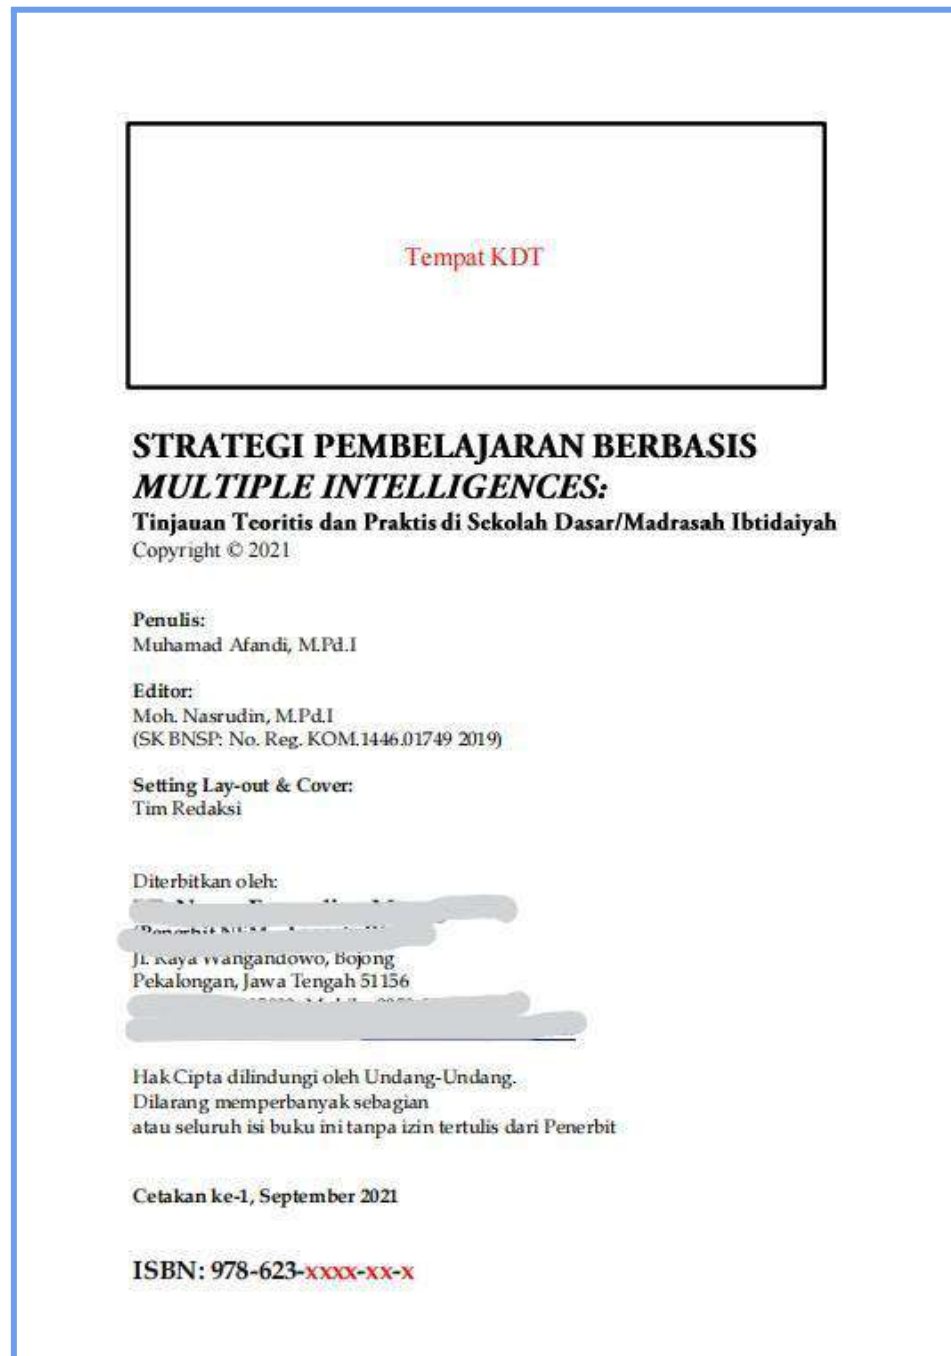 Tempat KDT
STRATEGI PEMBELAJARAN BERBASIS
MULTIPLE INTELLIGENCES:
Tinjauan Teoritis dan Praktis di Sekolah Dasar/Madrasah Ibtidaiyah
Copyright © 2021
Penulis:
Muhamad Afandi, M.Pd.I
Editor:
Moh. Nasrudin, M.Pd.I
(SK BNSP: No. Reg. KOM.1446.01749 2019)
Setting Lay-out & Cover:
Tim Redaksi
Diterbitkan oleh:
Jl. Raya Wangandowo, Bojong
Pekalongan, Jawa Tengah 51156
Hak Cipta dilindungi oleh Undang-Undang.
Dilarang memperbanyak sebagian
atau seluruh isi buku ini tanpa izin tertulis dari Penerbit
Cetakan ke-1, September 2021
ISBN: 978-623-xxxx-xx-x